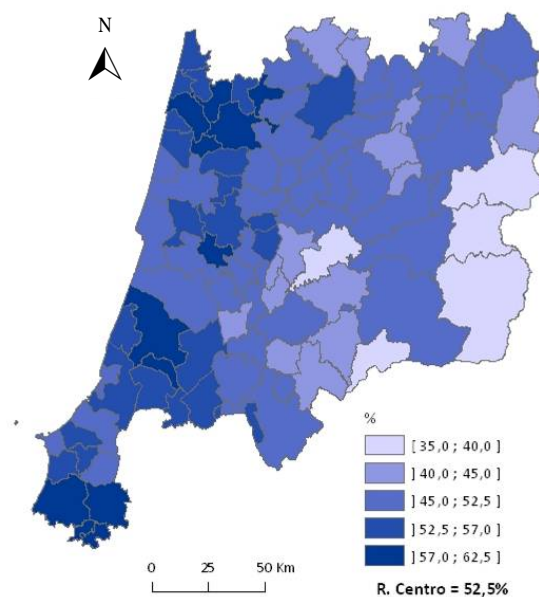 N
%
[ 35,0 ; 40,0 ]
] 40,0 ; 45,0 ]
] 45,0 ; 52,5 ]
] 52,5 ; 57,0 ]
] 57,0 ; 62,5 ]
0 25 50 Km
R. Centro = 52,5%